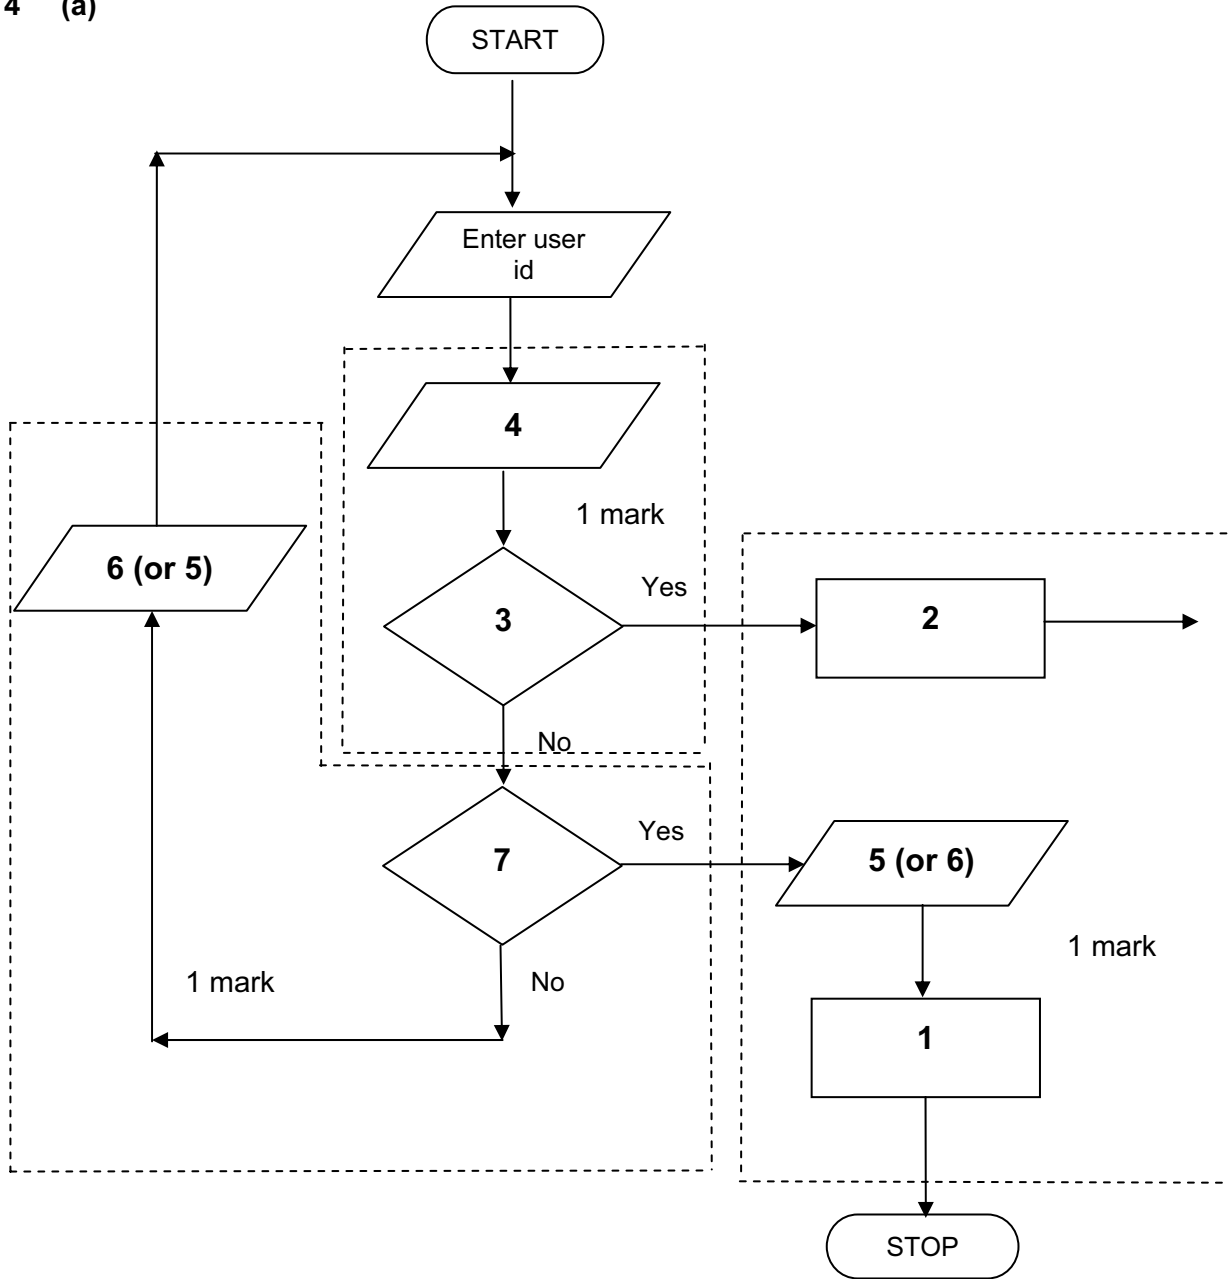 4 (a)
START
Enter user
id
4
1 mark
6 (or 5)
Yes
3
2
No
Yes
7
5 (or 6)
1 mark
1 mark
No
1
STOP